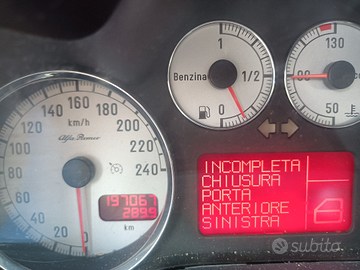 160
140
120
100
80
60
40
20
0
180
200
220
240
km/h
Alfa Romeo
197067
2899
km
1
1/2
0
Benzina
130
90
50
INCOMPLETA
CHIUSURA
PORTA
ANTERIORE
SINISTRA
subito